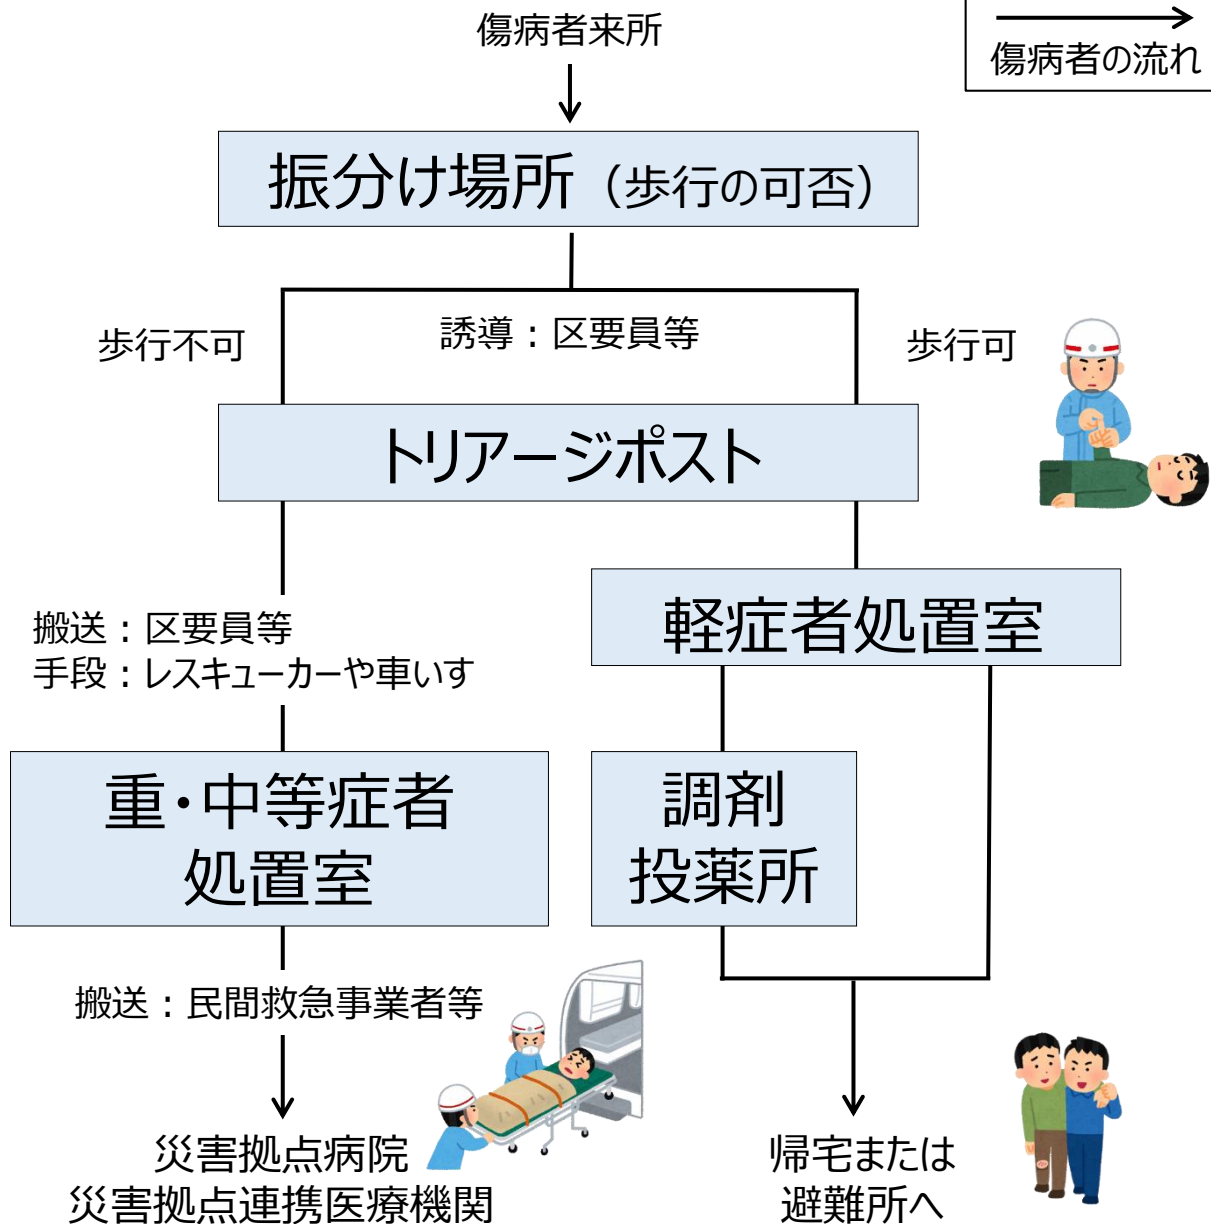 傷病者来所
傷病者の流れ
振分け場所（歩行の可否）
歩行不可
誘導：区要員等
歩行可
トリアージポスト
搬送：区要員等
手段：レスキューカーや車いす
軽症者処置室
重・中等症者
処置室
調剤
投薬所
搬送：民間救急事業者等
災害拠点病院
災害拠点連携医療機関
帰宅または
避難所へ